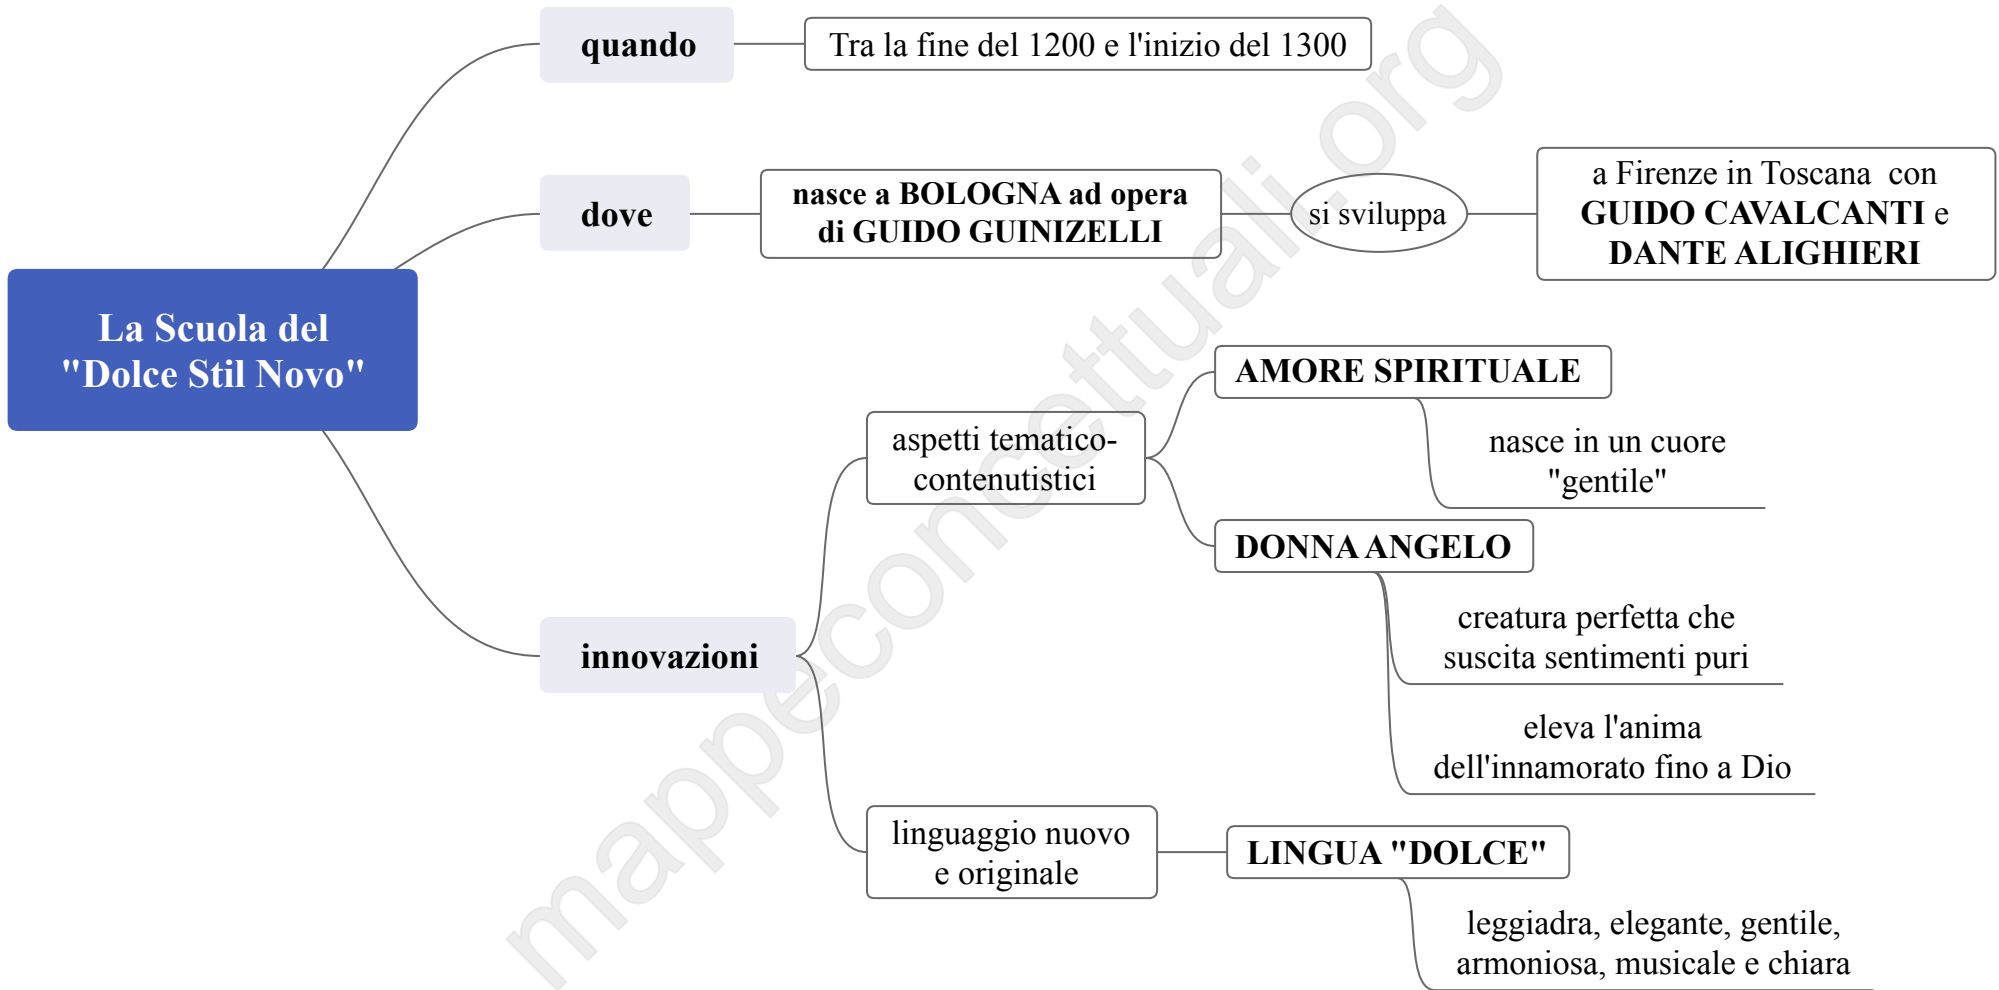 quando
Tra la fine del 1200 e l'inizio del 1300
dove
nasce a BOLOGNA ad opera
di GUIDO GUINIZELLI
si sviluppa
a Firenze in Toscana con
GUIDO CAVALCANTI e
DANTE ALIGHIERI
La Scuola del
"Dolce Stil Novo"
innovazioni
aspetti tematico-
contenutistici
AMORE SPIRITUALE
nasce in un cuore
"gentile"
DONNA ANGELO
creatura perfetta che
suscita sentimenti puri
eleva l'anima
dell'innamorato fino a Dio
linguaggio nuovo
e originale
LINGUA "DOLCE"
leggiadra, elegante, gentile,
armoniosa, musicale e chiara
mappeconcettuali.org